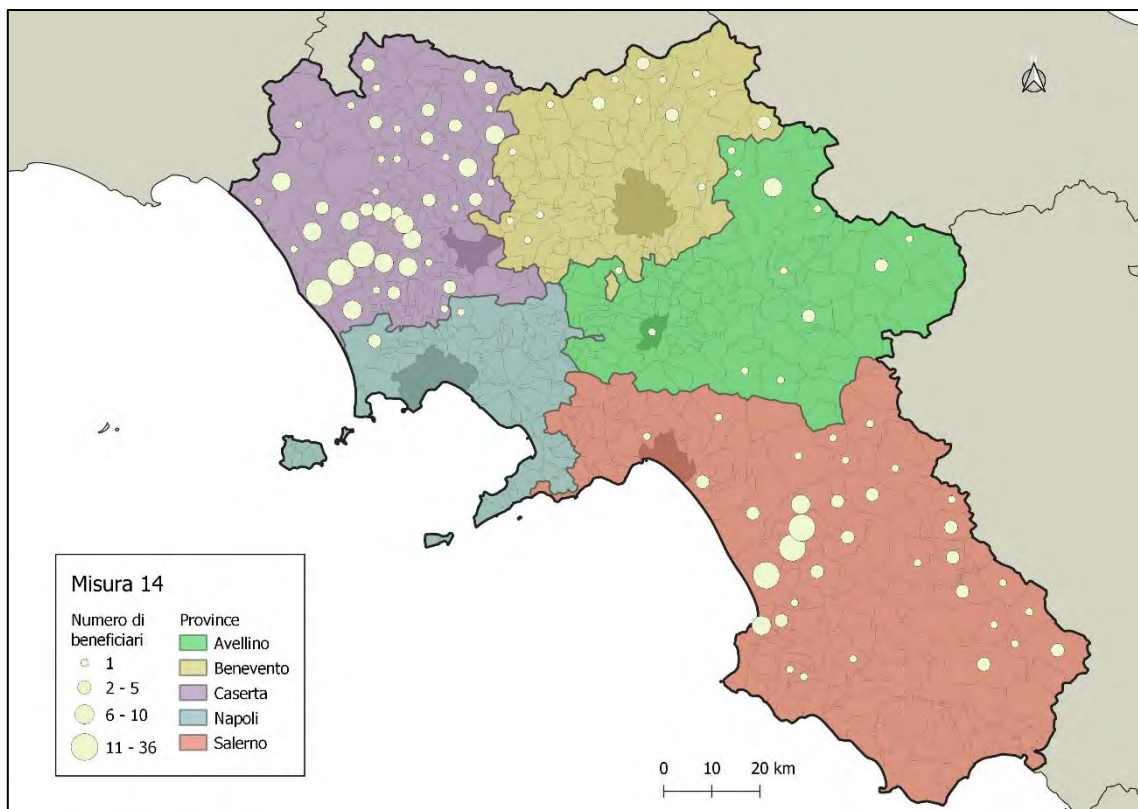 Misura 14
Numero di
beneficiari
1
2 - 5
6 - 10
11 - 36
Province
Avellino
Benevento
Caserta
Napoli
Salerno
0 10 20 km